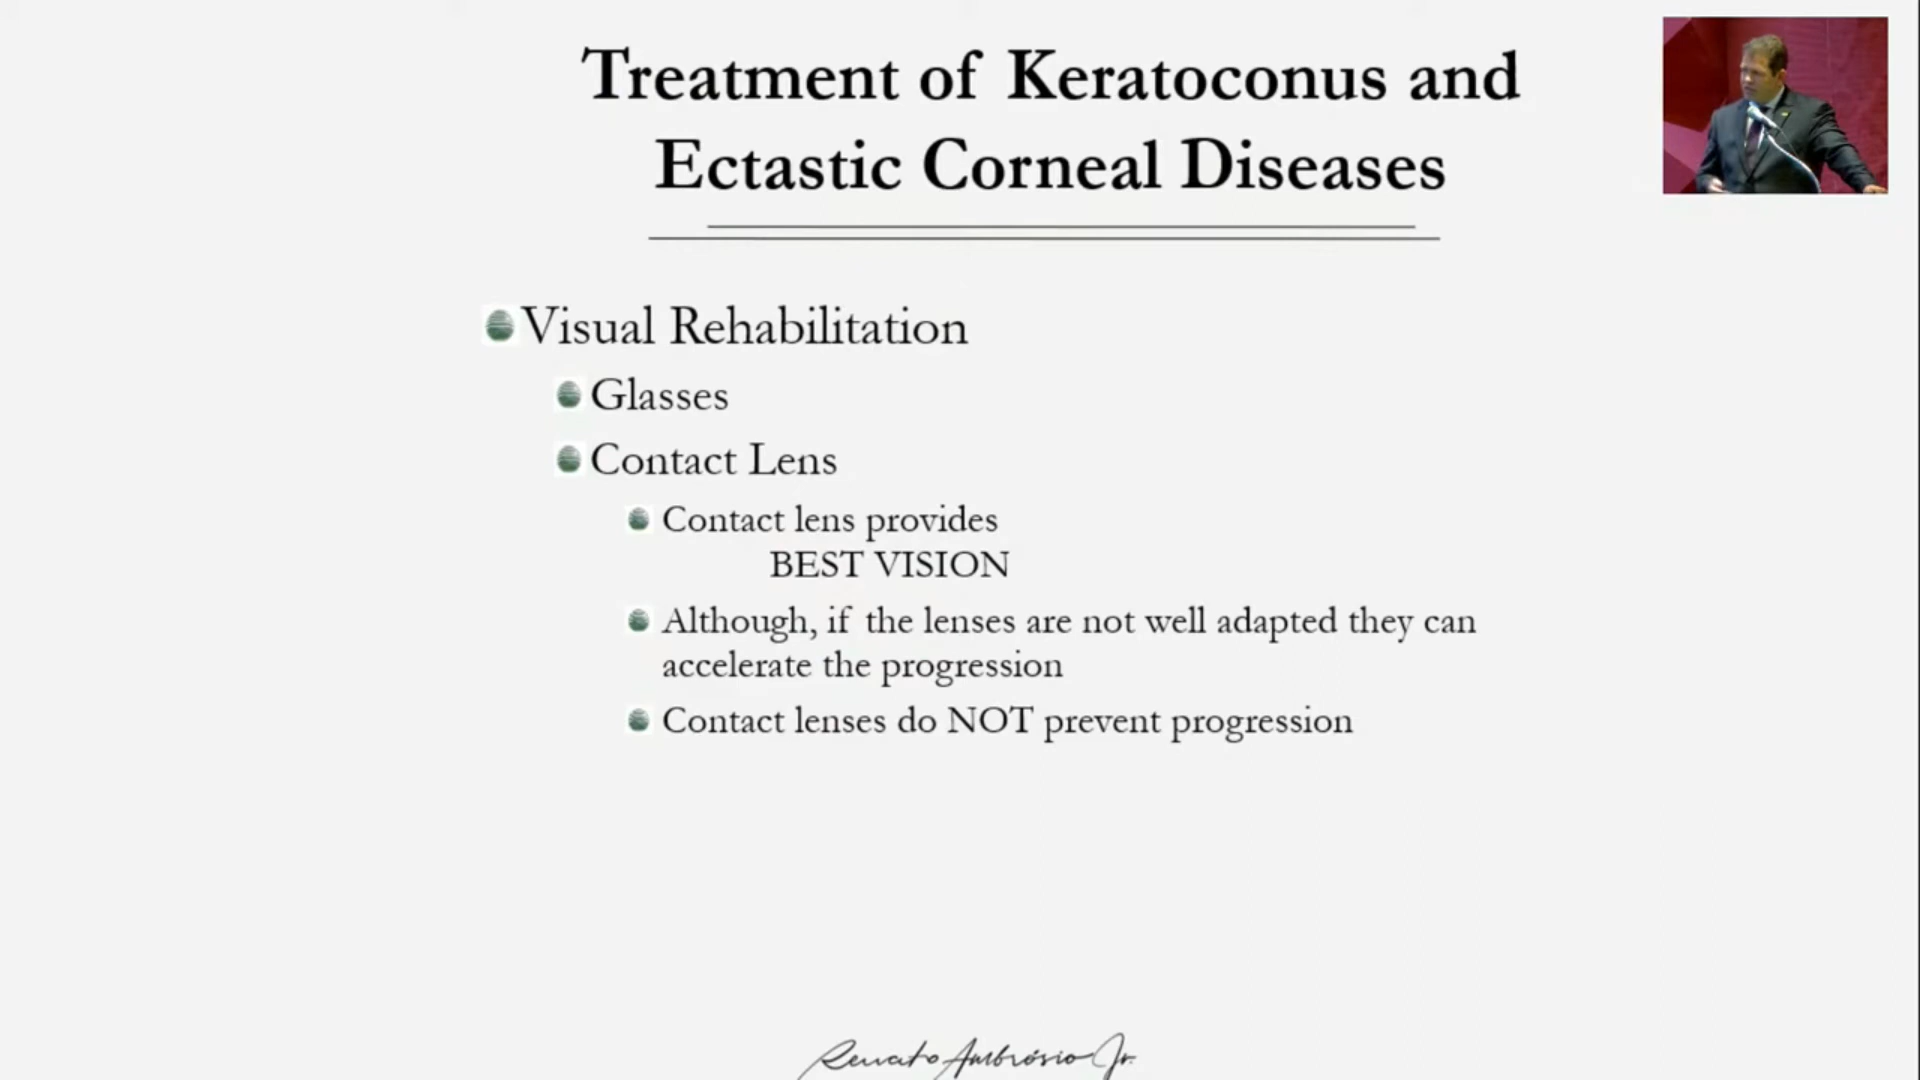 Treatment of Keratoconus and
Ectastic Corneal Diseases
Visual Rehabilitation
Glasses
Contact Lens
Contact lens provides
BEST VISION
Although, if the lenses are not well adapted they can
accelerate the progression
Contact lenses do NOT prevent progression
Renato Ambrósio Jr.